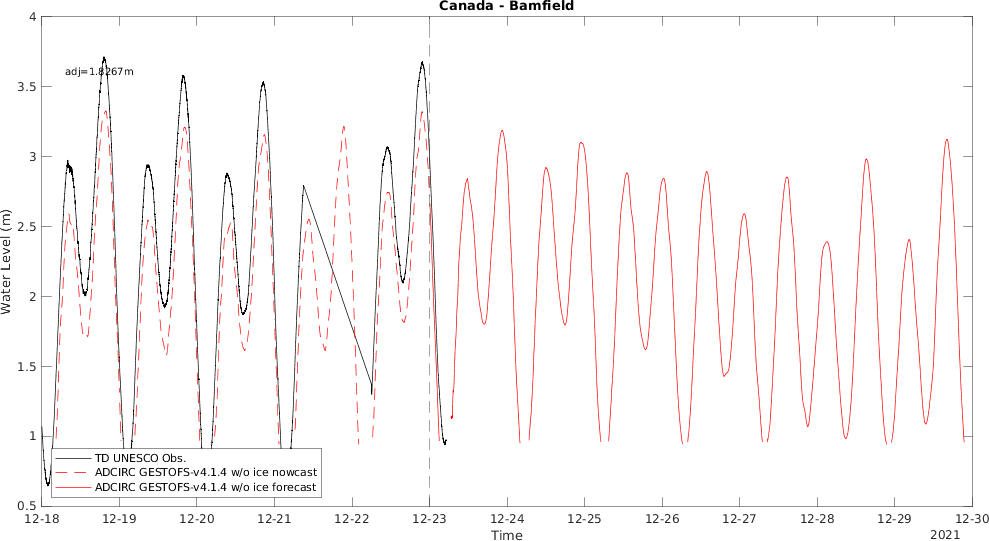 Canada - Bamfield
4
3.5
3
2.5
2
1.5
1
0.5
Water Level (m)
adj=1.8267m
TD UNESCO Obs.
ADCIRC GESTOFS-v4.1.4 w/o ice nowcast
ADCIRC GESTOFS-v4.1.4 w/o ice forecast
12-18 12-19 12-20 12-21 12-22 12-23 12-24 12-25 12-26 12-27 12-28 12-29 12-30
Time
2021